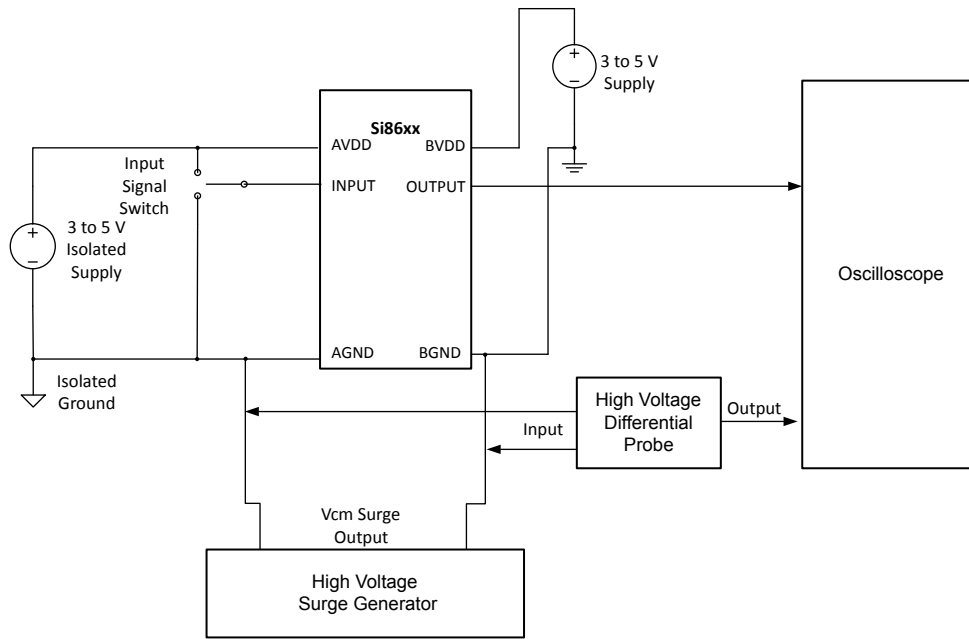 +
−
3 to 5 V
Supply
Si86xx
AVDD
BVDD
Input
Signal
Switch
INPUT
OUTPUT
+
−
3 to 5 V
Isolated
Supply
Oscilloscope
AGND
BGND
Isolated
Ground
High Voltage
Differential
Probe
Input
Output
Vcm Surge
Output
High Voltage
Surge Generator